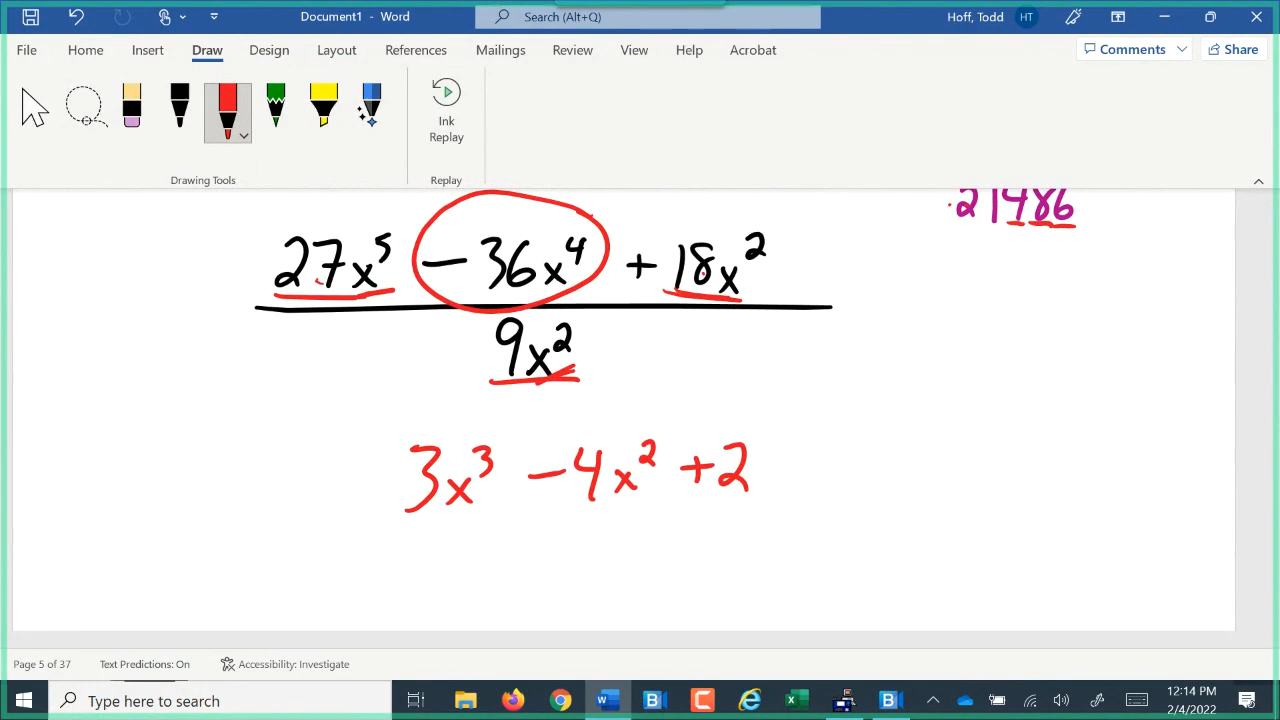 Document1 - Word
Search (Alt+Q)
Hoff, Todd
HT
File Home Insert Draw Design Layout References Mailings Review View Help Acrobat
Comments
Share
Ink
Replay
Drawing Tools
Replay
21486
27x⁵ - 36x⁴ + 18x²
9x²
3x³ - 4x² + 2
Page 5 of 37
Text Predictions: On
Accessibility: Investigate
Type here to search
12:14 PM
2/4/2022